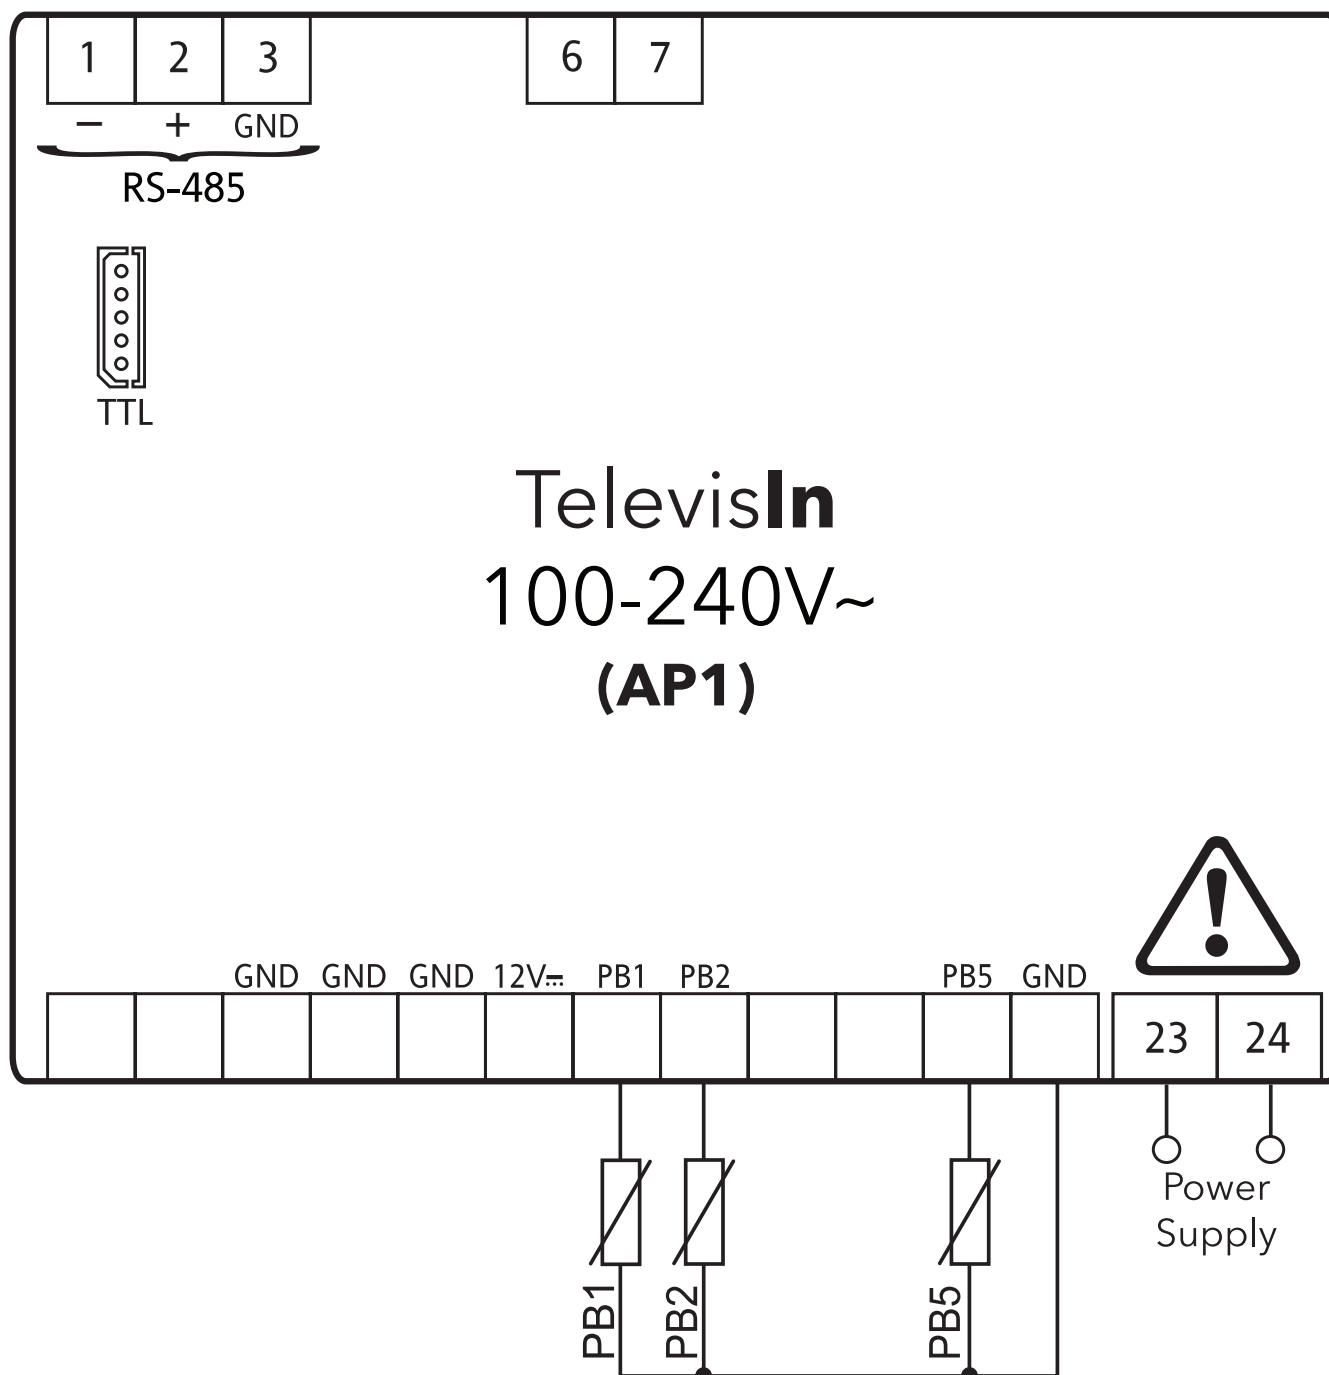 1 2 3 6 7
− + GND
RS-485
TTL
TelevisIn
100-240V~
(AP1)
GND GND GND 12V⎓ PB1 PB2 PB5 GND
23 24
Power
Supply
PB1 PB2 PB5